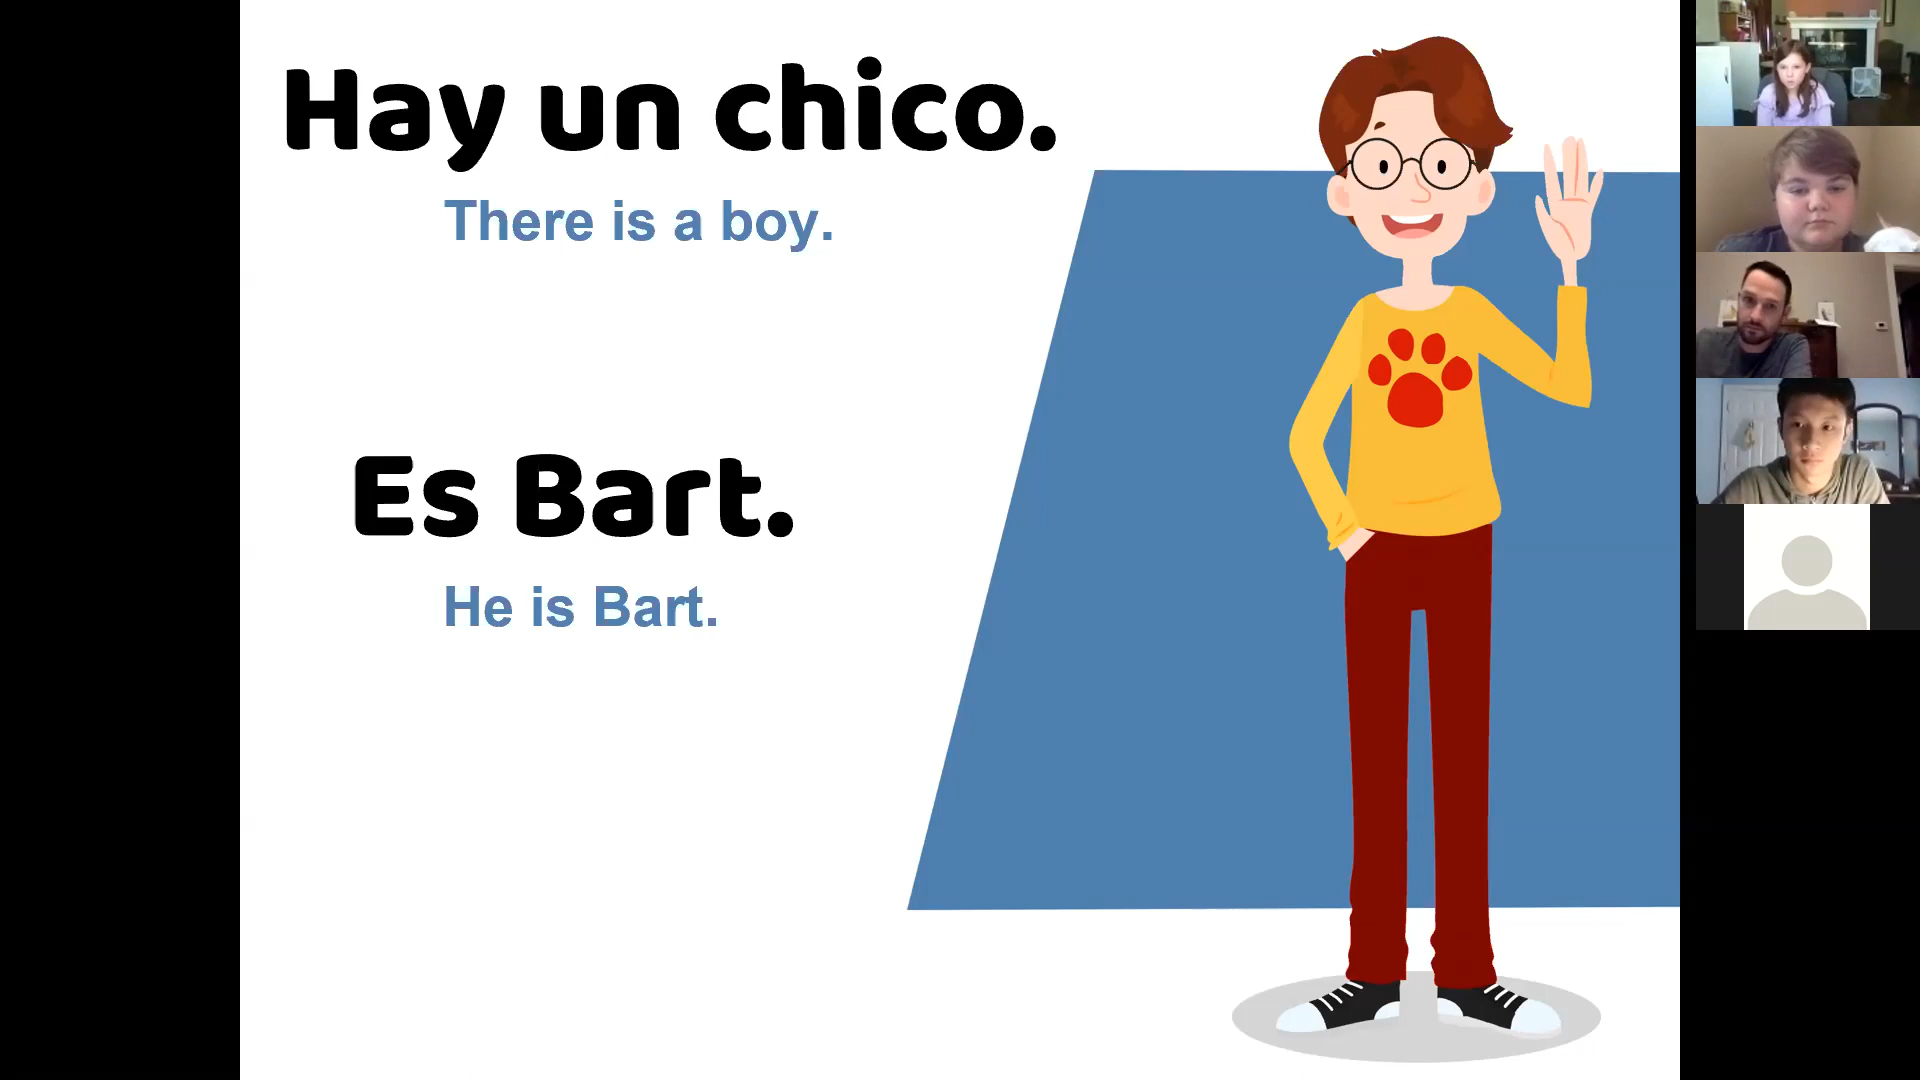 Hay un chico.
There is a boy.
Es Bart.
He is Bart.